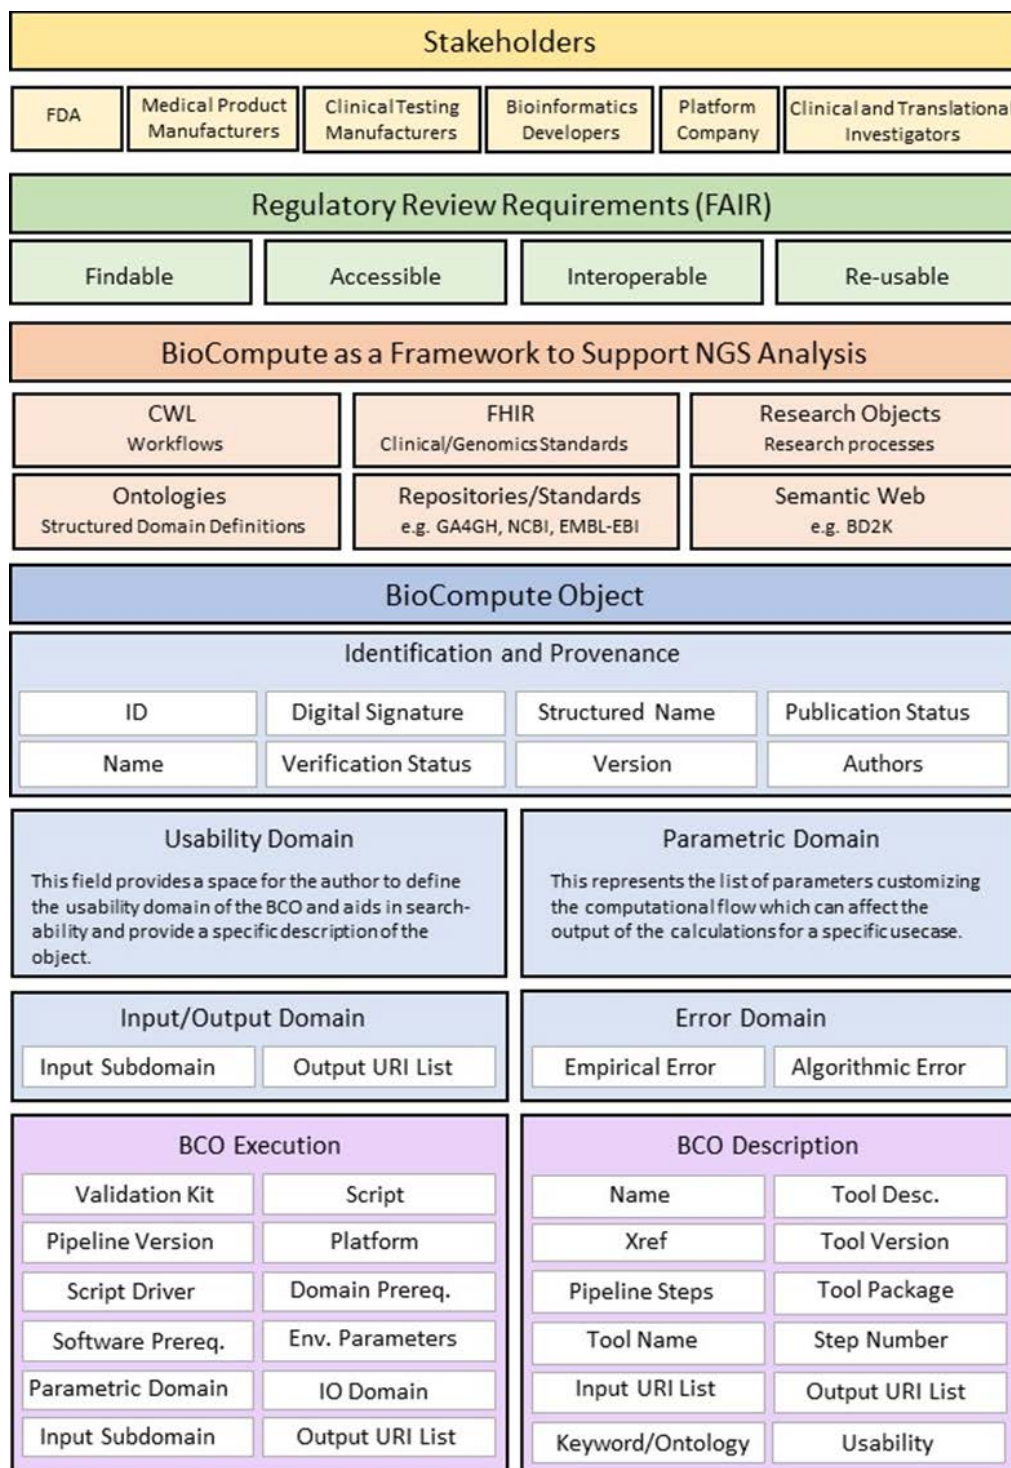 Stakeholders
FDA
Medical Product
Manufacturers
Clinical Testing
Manufacturers
Bioinformatics
Developers
Platform
Company
Clinical and Translational
Investigators
Regulatory Review Requirements (FAIR)
Findable
Accessible
Interoperable
Re-usable
BioCompute as a Framework to Support NGS Analysis
CWL
Workflows
FHIR
Clinical/Genomics Standards
Research Objects
Research processes
Ontologies
Structured Domain Definitions
Repositories/Standards
e.g. GA4GH, NCBI, EMBL-EBI
Semantic Web
e.g. BD2K
BioCompute Object
Identification and Provenance
ID
Digital Signature
Structured Name
Publication Status
Name
Verification Status
Version
Authors
Usability Domain
This field provides a space for the author to define
the usability domain of the BCO and aids in search-
ability and provide a specific description of the
object.
Parametric Domain
This represents the list of parameters customizing
the computational flow which can affect the
output of the calculations for a specific usecase.
Input/Output Domain
Input Subdomain
Output URI List
Error Domain
Empirical Error
Algorithmic Error
BCO Execution
Validation Kit
Script
Pipeline Version
Platform
Script Driver
Domain Prereq.
Software Prereq.
Env. Parameters
Parametric Domain
IO Domain
Input Subdomain
Output URI List
BCO Description
Name
Tool Desc.
Xref
Tool Version
Pipeline Steps
Tool Package
Tool Name
Step Number
Input URI List
Output URI List
Keyword/Ontology
Usability